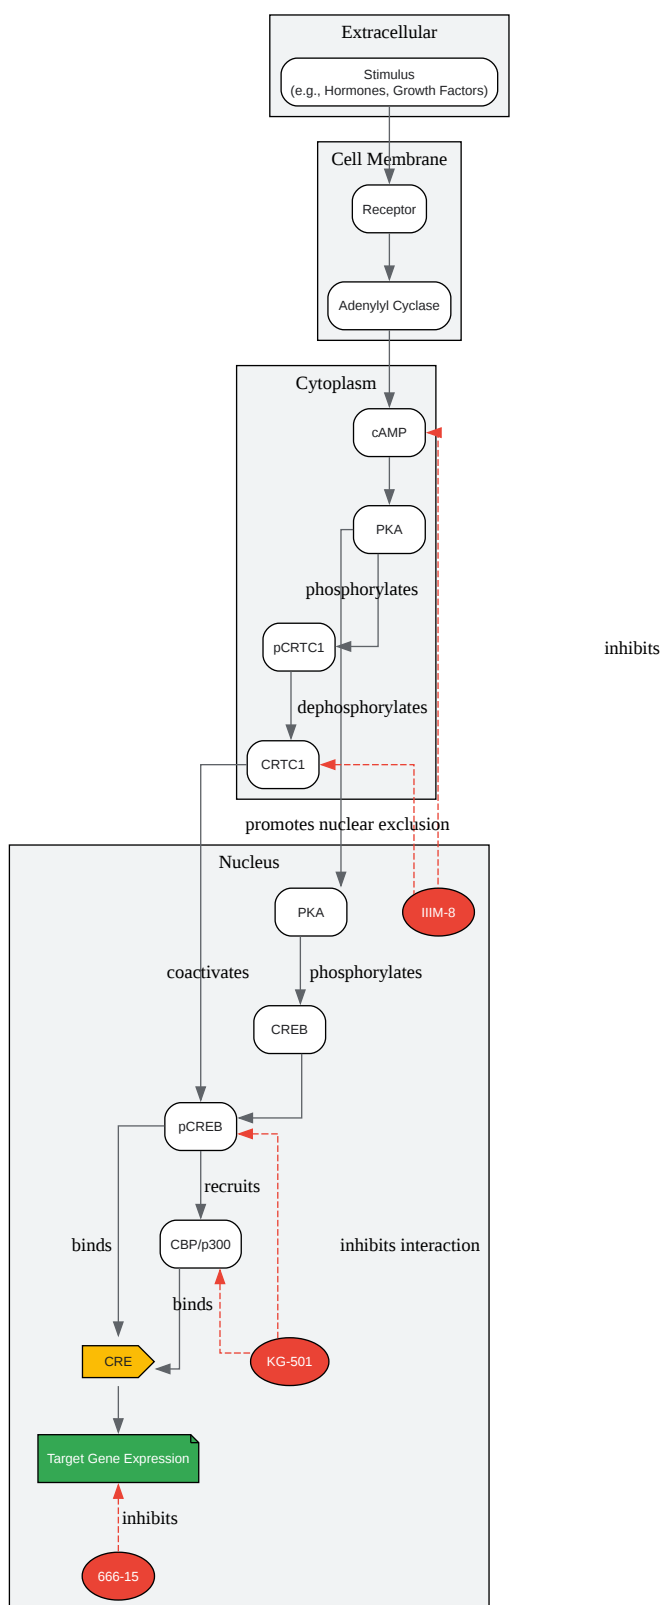 Extracellular
Stimulus
(e.g., Hormones, Growth Factors)
Cell Membrane
Receptor
Adenylyl Cyclase
Cytoplasm
cAMP
PKA
phosphorylates
pCRTC1
inhibits
dephosphorylates
CRTC1
promotes nuclear exclusion
Nucleus
PKA
IIIM-8
coactivates
phosphorylates
CREB
pCREB
recruits
binds
CBP/p300
inhibits interaction
binds
CRE
KG-501
Target Gene Expression
inhibits
666-15